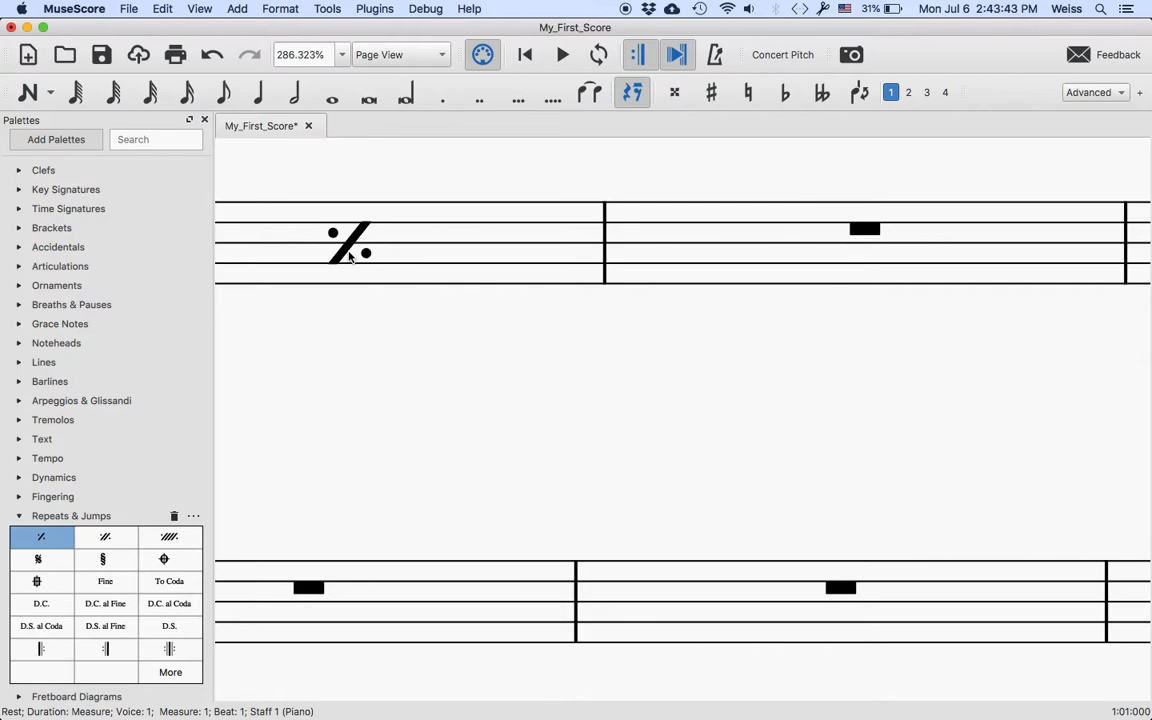 MuseScore File Edit View Add Format Tools Plugins Debug Help 31% Mon Jul 6 2:43:43 PM Weiss
My_First_Score
286.323% Page View Concert Pitch Feedback
1 2 3 4 Advanced +
Palettes
My_First_Score*
Add Palettes Search
Clefs
Key Signatures
Time Signatures
Brackets
Accidentals
Articulations
Ornaments
Breaths & Pauses
Grace Notes
Noteheads
Lines
Barlines
Arpeggios & Glissandi
Tremolos
Text
Tempo
Dynamics
Fingering
Repeats & Jumps
Fine To Coda
D.C. D.C. al Fine D.C. al Coda
D.S. al Coda D.S. al Fine D.S.
More
Fretboard Diagrams
Rest; Duration: Measure; Voice: 1; Measure: 1; Beat: 1; Staff 1 (Piano) 1:01:000